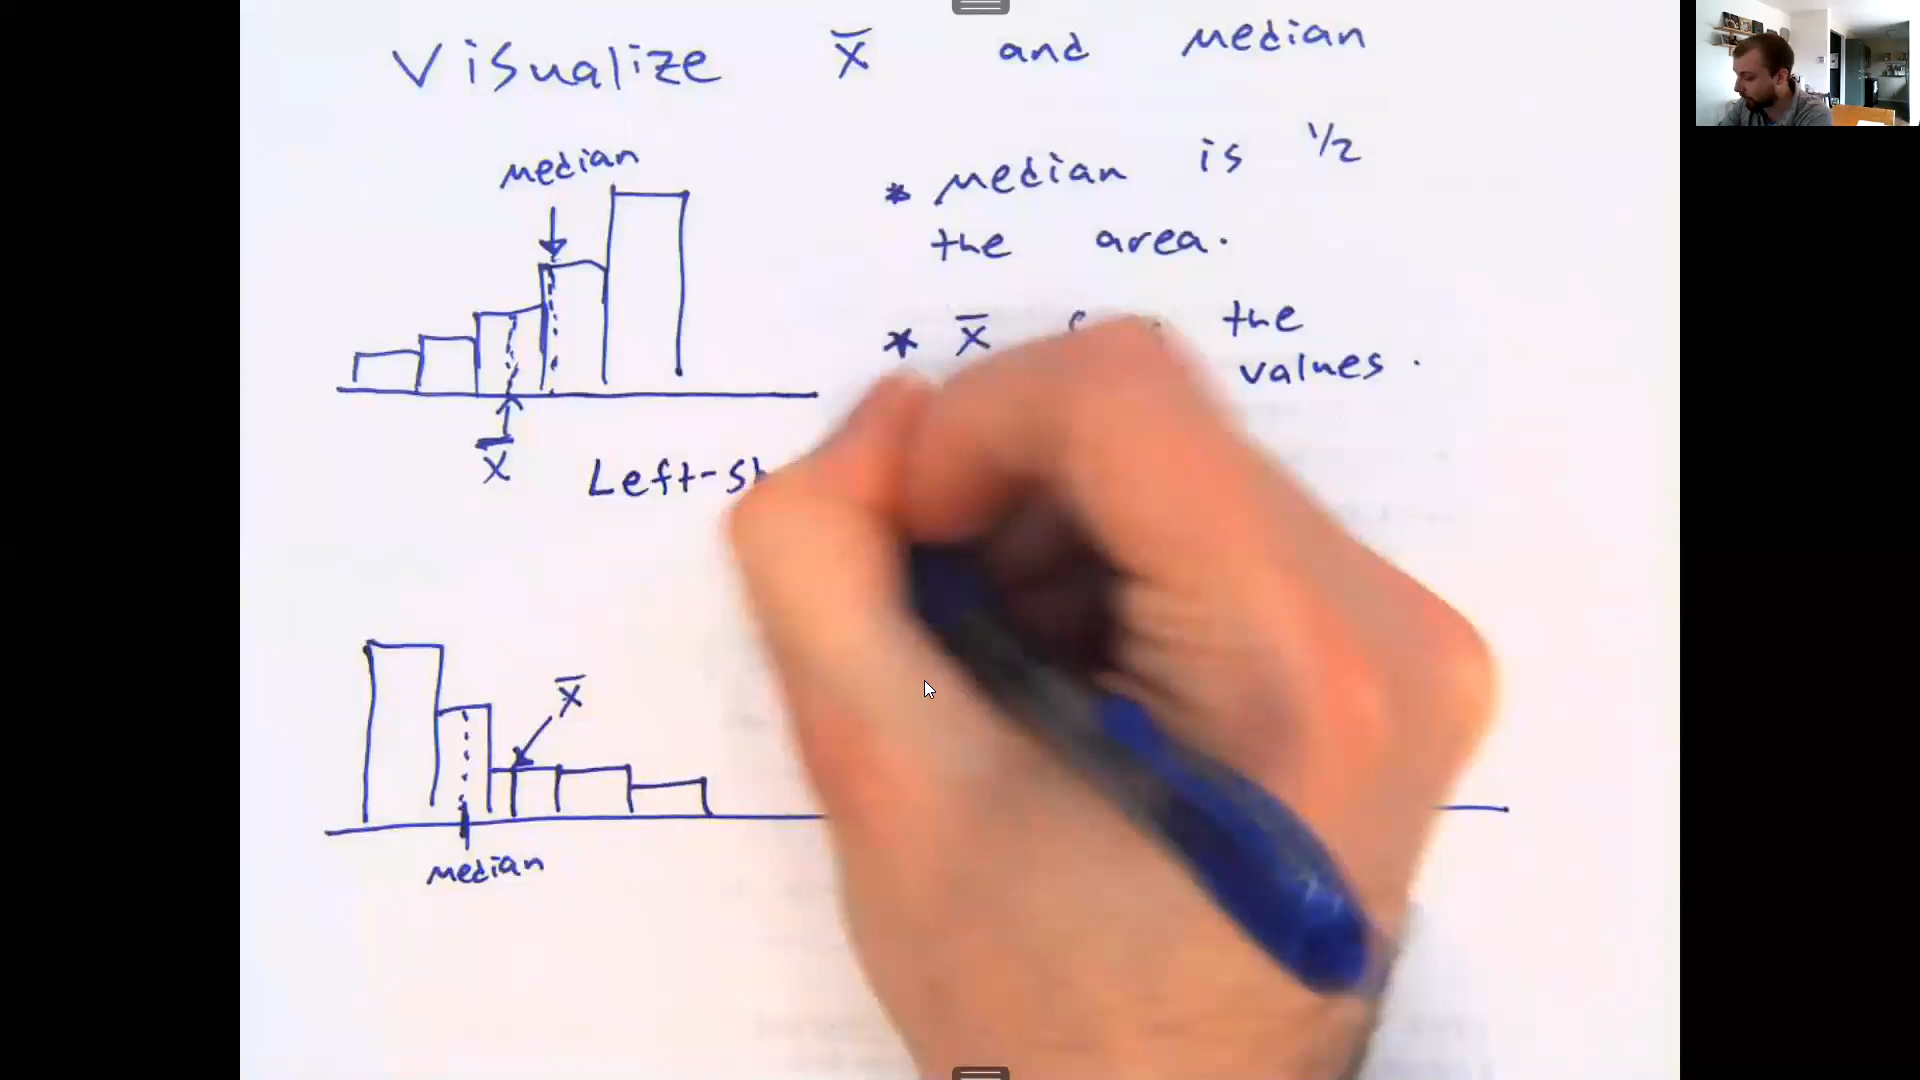 Visualize x̄ and median
median
* median is 1/2
the area.
* x̄ the
values.
x̄
Left-
x̄
median